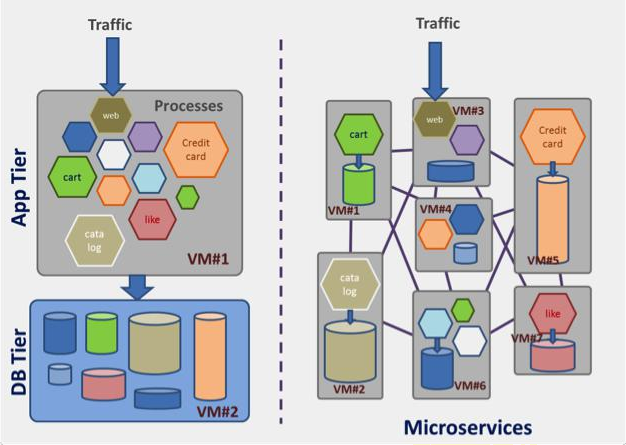 Traffic
App Tier
Processes
web
Credit
card
cart
like
cata
log
VM#1
DB Tier
VM#2
Traffic
web
VM#3
cart
VM#1
Credit
card
VM#5
VM#4
cata
log
VM#2
VM#6
like
VM#7
Microservices